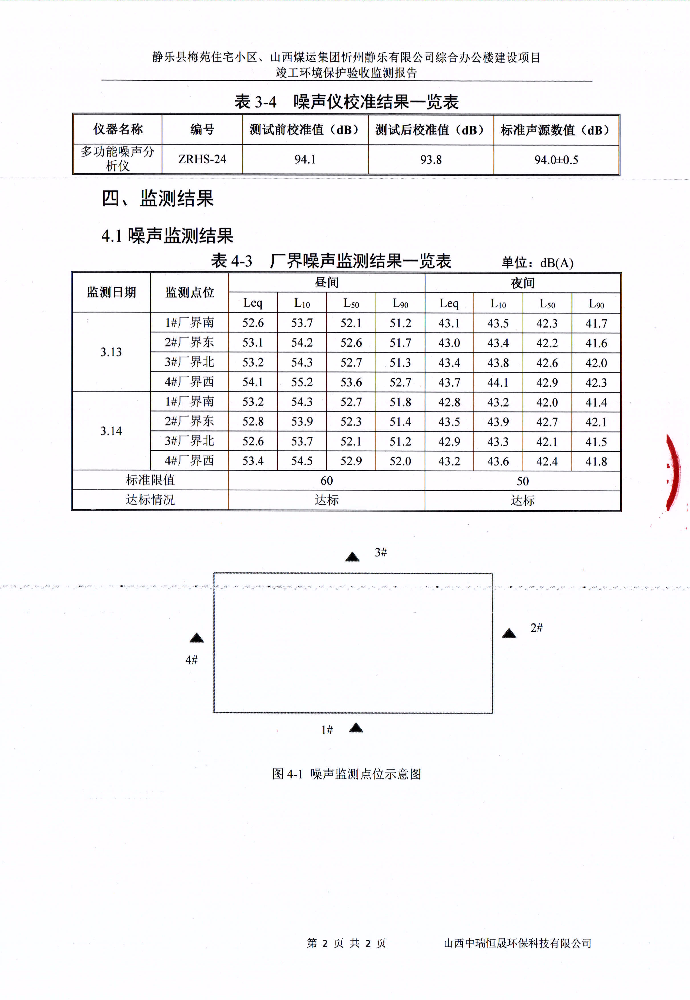 静乐县梅苑住宅小区、山西煤运集团忻州静乐有限公司综合办公楼建设项目
竣工环境保护验收监测报告
表 3-4 噪声仪校准结果一览表
仪器名称 编号 测试前校准值（dB） 测试后校准值（dB） 标准声源数值（dB）
多功能噪声分
析仪 ZRHS-24 94.1 93.8 94.0±0.5
四、监测结果
4.1 噪声监测结果
表 4-3 厂界噪声监测结果一览表 单位：dB(A)
监测日期 监测点位 昼间 夜间
Leq L10 L50 L90 Leq L10 L50 L90
3.13
1#厂界南 52.6 53.7 52.1 51.2 43.1 43.5 42.3 41.7
2#厂界东 53.1 54.2 52.6 51.7 43.0 43.4 42.2 41.6
3#厂界北 53.2 54.3 52.7 51.3 43.4 43.8 42.6 42.0
4#厂界西 54.1 55.2 53.6 52.7 43.7 44.1 42.9 42.3
3.14
1#厂界南 53.2 54.3 52.7 51.8 42.8 43.2 42.0 41.4
2#厂界东 52.8 53.9 52.3 51.4 43.5 43.9 42.7 42.1
3#厂界北 52.6 53.7 52.1 51.2 42.9 43.3 42.1 41.5
4#厂界西 53.4 54.5 52.9 52.0 43.2 43.6 42.4 41.8
标准限值 60 50
达标情况 达标 达标
3#
2#
4#
1#
图 4-1 噪声监测点位示意图
第 2 页 共 2 页 山西中瑞恒晟环保科技有限公司